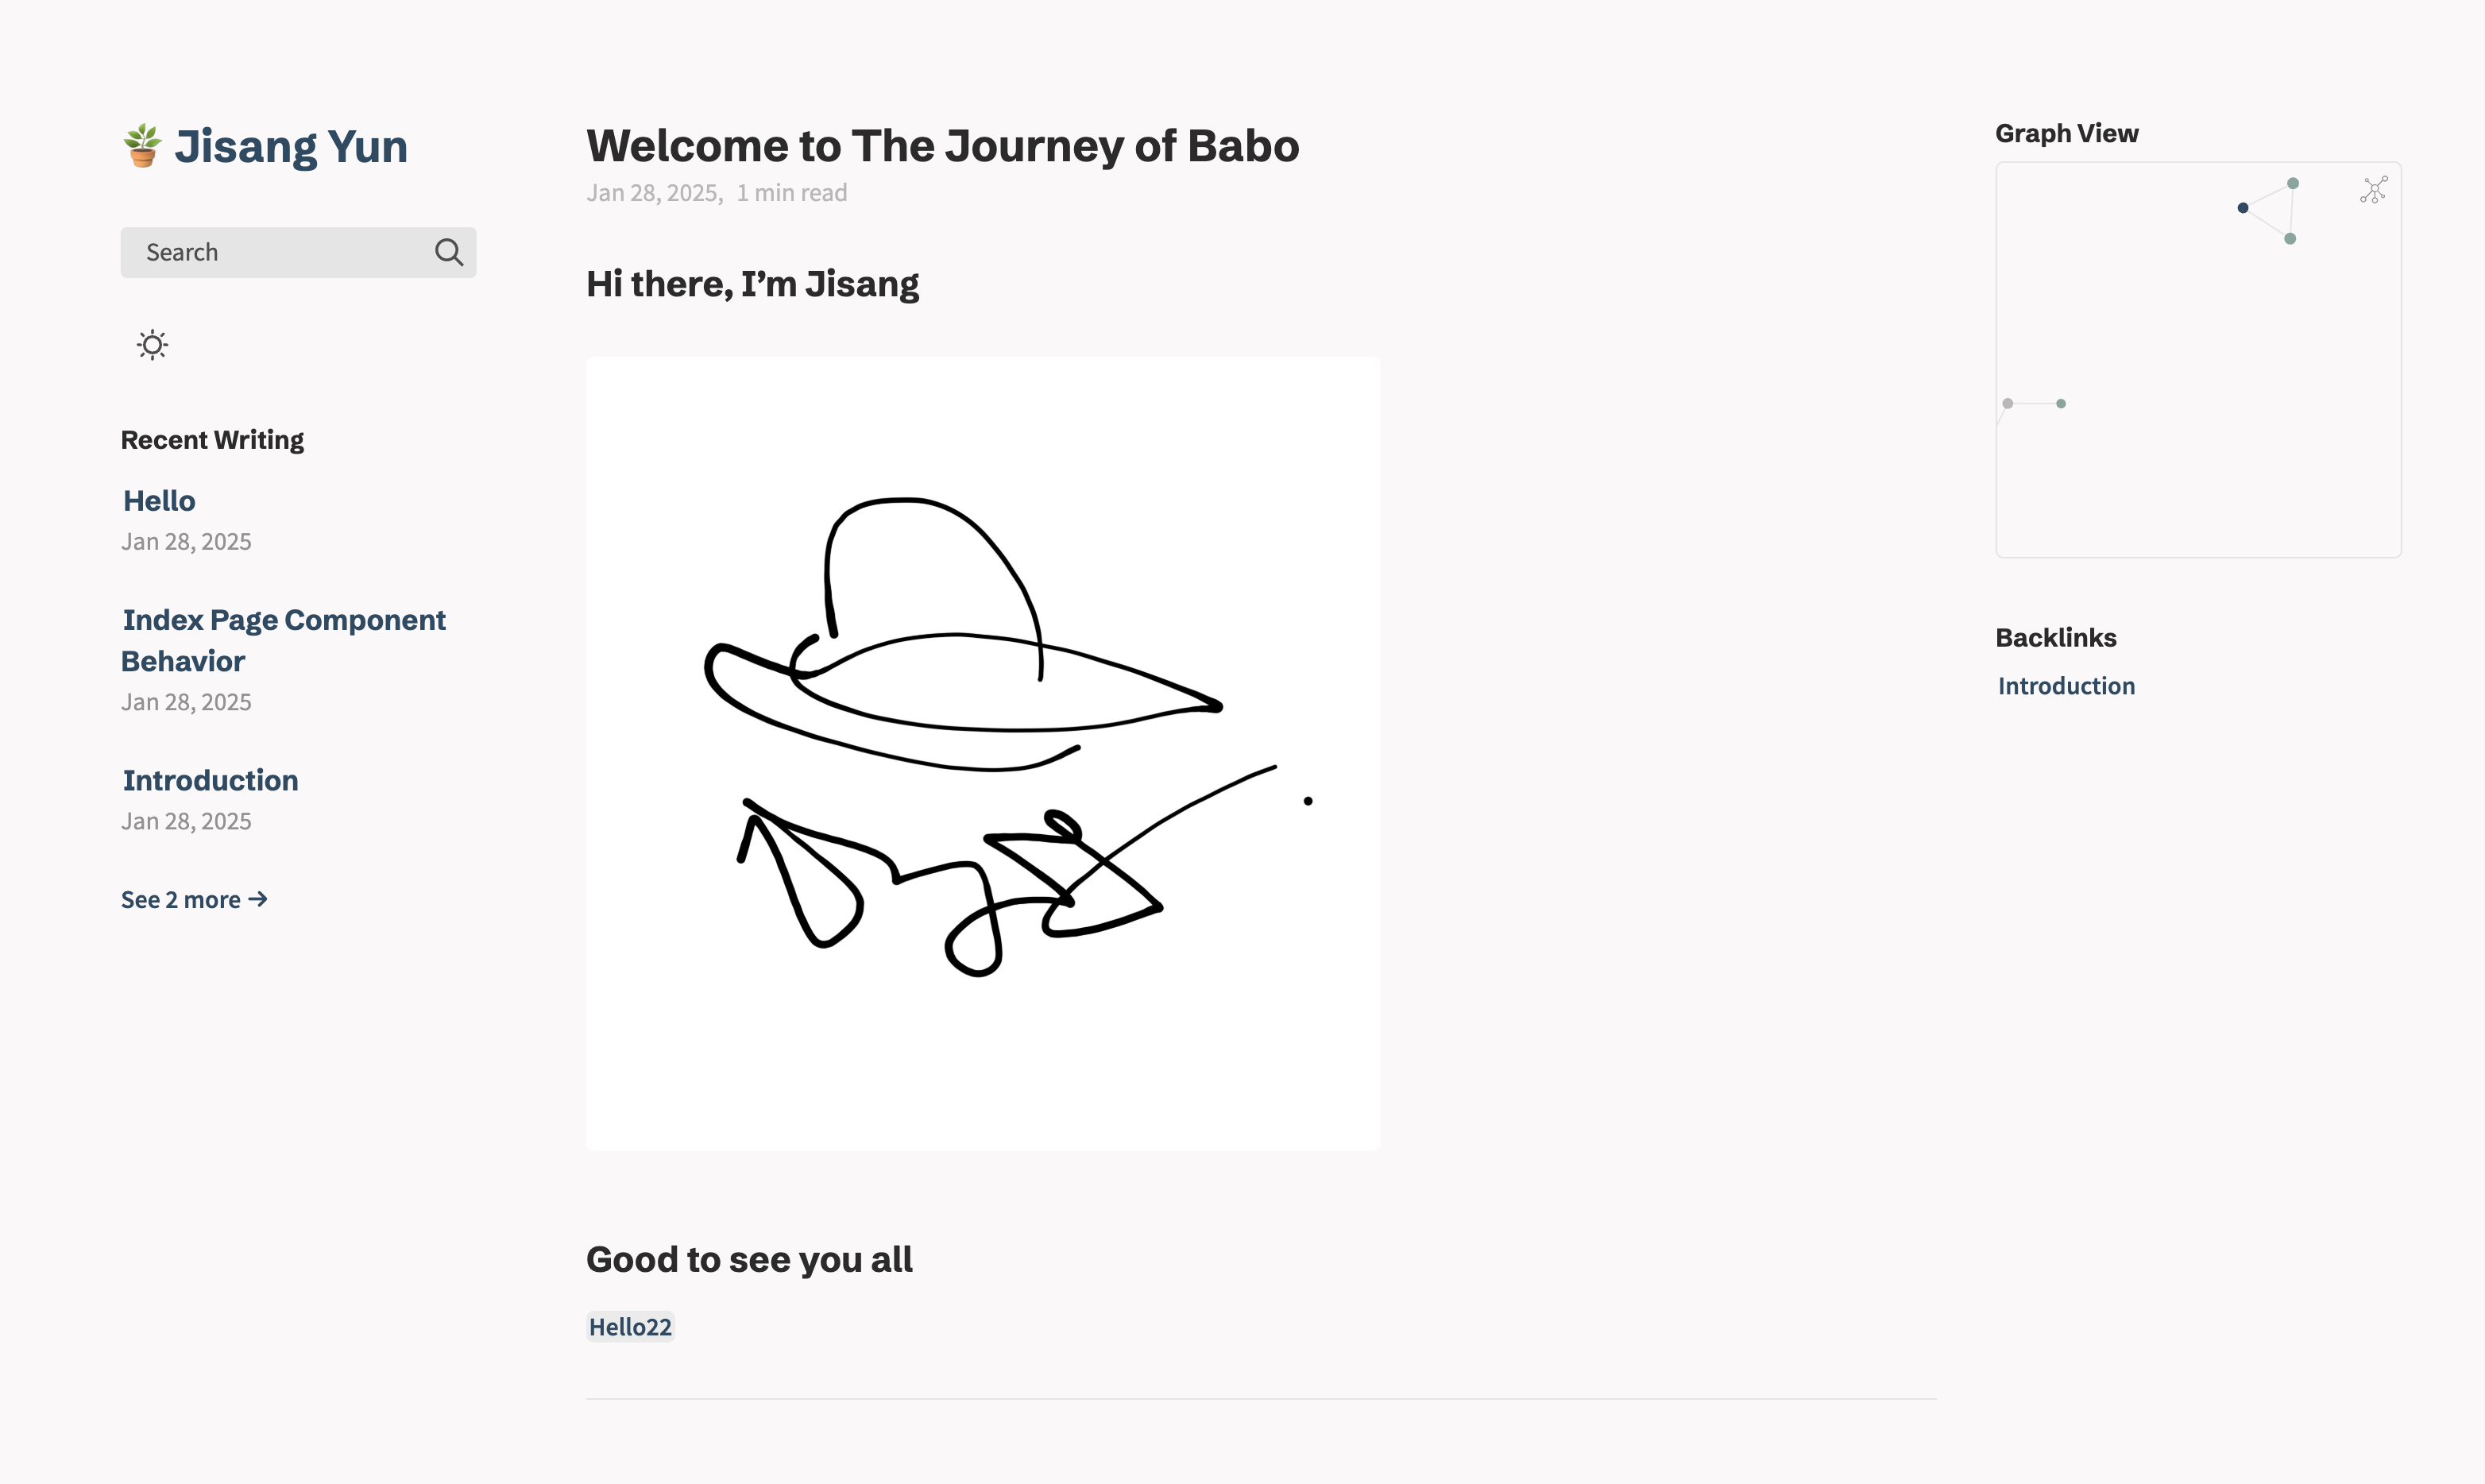 Jisang Yun
Search
Recent Writing
Hello
Jan 28, 2025
Index Page Component
Behavior
Jan 28, 2025
Introduction
Jan 28, 2025
See 2 more →
Welcome to The Journey of Babo
Jan 28, 2025, 1 min read
Hi there, I’m Jisang
Good to see you all
Hello22
Graph View
Backlinks
Introduction